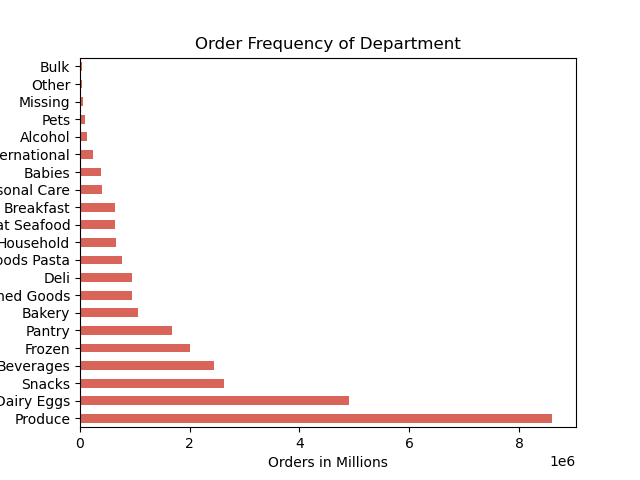 Order Frequency of Department
Bulk
Other
Missing
Pets
Alcohol
ernational
Babies
sonal Care
Breakfast
at Seafood
Household
oods Pasta
Deli
ned Goods
Bakery
Pantry
Frozen
Beverages
Snacks
Dairy Eggs
Produce
0 2 4 6 8
1e6
Orders in Millions